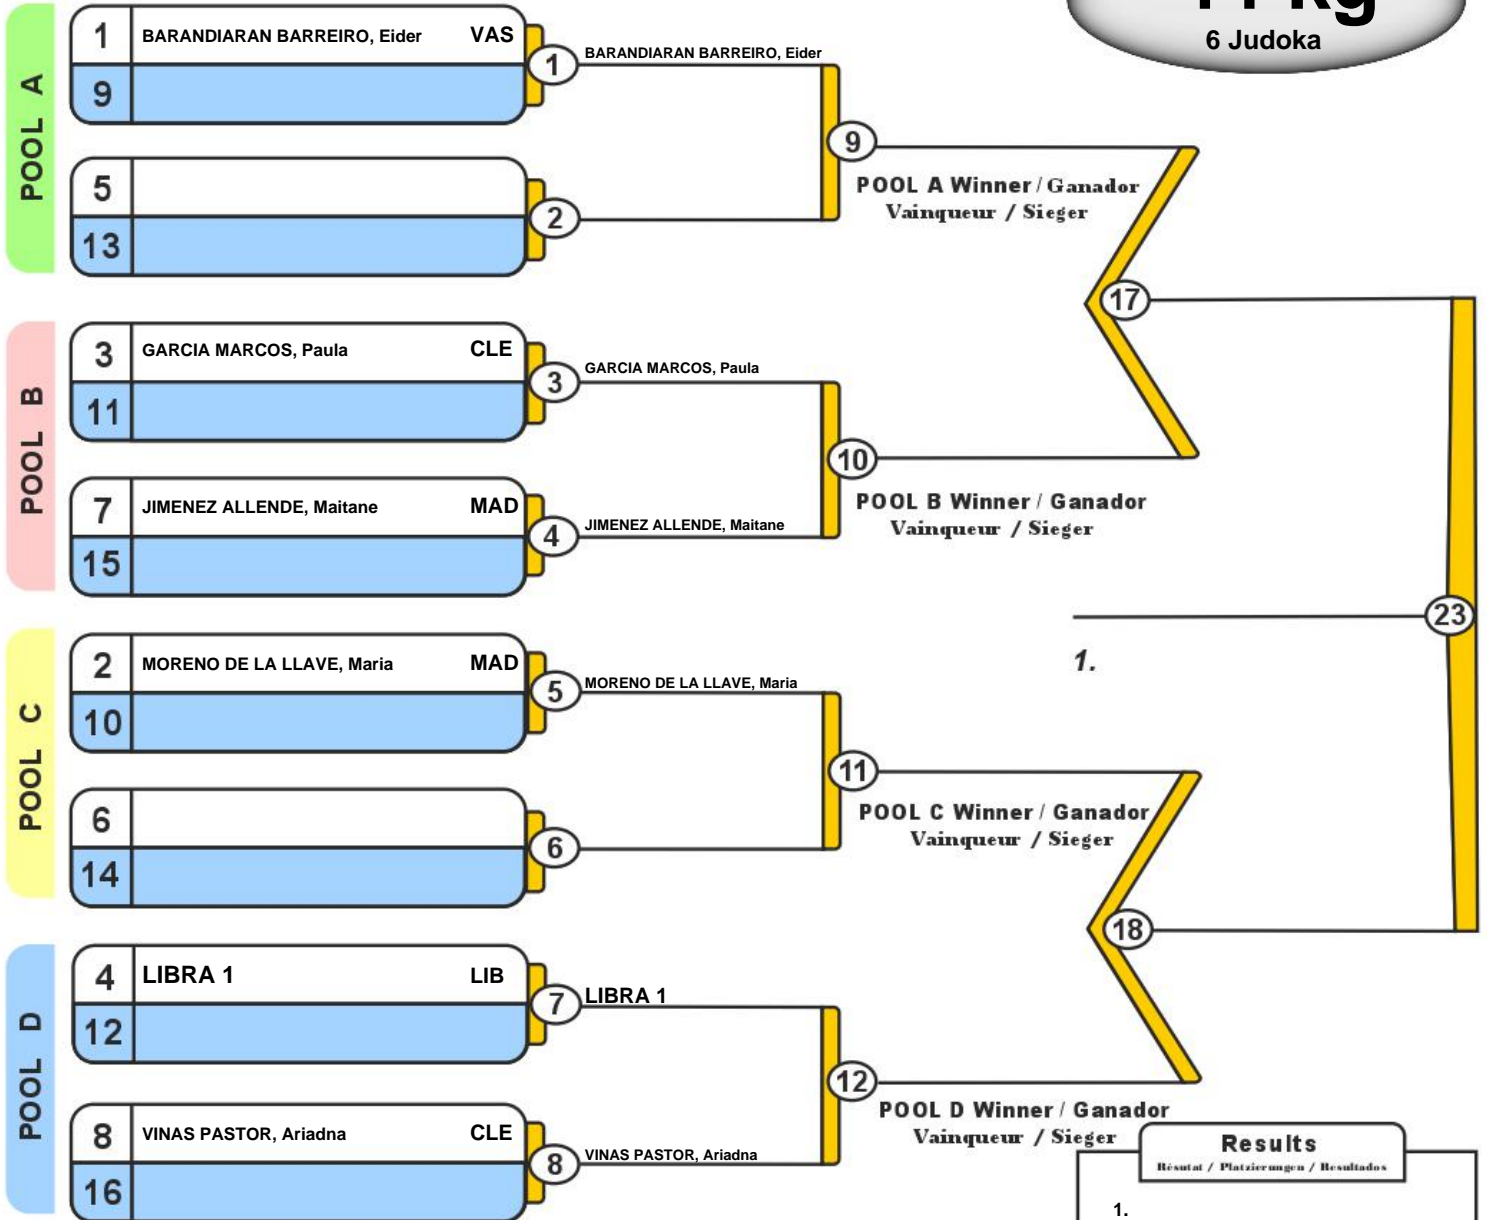 kg
6 Judoka
POOL A
1 BARANDIARAN BARREIRO, Eider VAS
9
1 BARANDIARAN BARREIRO, Eider
5
13
2
9
POOL A Winner / Ganador
Vainqueur / Sieger
17
POOL B
3 GARCIA MARCOS, Paula CLE
11
3 GARCIA MARCOS, Paula
7 JIMENEZ ALLENDE, Maitane MAD
15
4 JIMENEZ ALLENDE, Maitane
10
POOL B Winner / Ganador
Vainqueur / Sieger
23
1.
POOL C
2 MORENO DE LA LLAVE, Maria MAD
10
5 MORENO DE LA LLAVE, Maria
6
14
6
11
POOL C Winner / Ganador
Vainqueur / Sieger
18
POOL D
4 LIBRA 1 LIB
12
7 LIBRA 1
8 VINAS PASTOR, Ariadna CLE
16
8 VINAS PASTOR, Ariadna
12
POOL D Winner / Ganador
Vainqueur / Sieger
Results
Résutat / Platzierungen / Resultados
1.